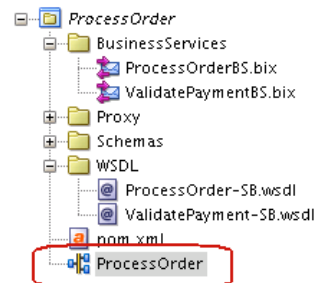 ProcessOrder
BusinessServices
ProcessOrderBS.bix
ValidatePaymentBS.bix
Proxy
Schemas
WSDL
ProcessOrder-SB.wsdl
ValidatePayment-SB.wsdl
pom.xml
ProcessOrder